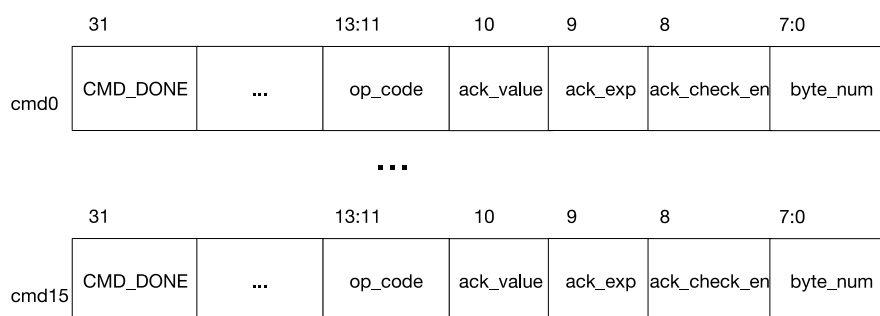 31 13:11 10 9 8 7:0
cmd0 CMD_DONE ... op_code ack_value ack_exp ack_check_en byte_num
...
31 13:11 10 9 8 7:0
cmd15 CMD_DONE ... op_code ack_value ack_exp ack_check_en byte_num